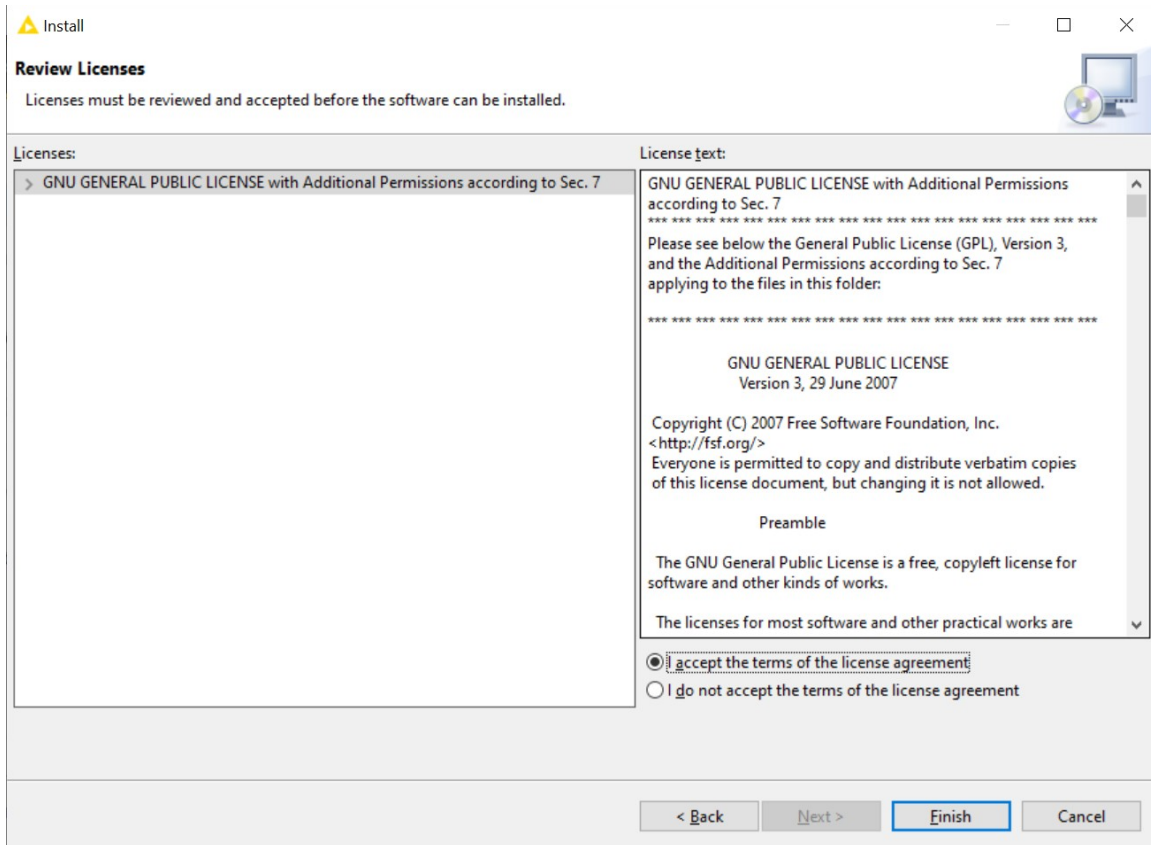 Install
Review Licenses
Licenses must be reviewed and accepted before the software can be installed.
Licenses:
GNU GENERAL PUBLIC LICENSE with Additional Permissions according to Sec. 7
License text:
GNU GENERAL PUBLIC LICENSE with Additional Permissions
according to Sec. 7
*** *** *** *** *** *** *** *** *** *** *** *** *** *** *** *** *** *** ***
Please see below the General Public License (GPL), Version 3,
and the Additional Permissions according to Sec. 7
applying to the files in this folder:
*** *** *** *** *** *** *** *** *** *** *** *** *** *** *** *** *** *** ***
GNU GENERAL PUBLIC LICENSE
Version 3, 29 June 2007
Copyright (C) 2007 Free Software Foundation, Inc.
<http://fsf.org/>
Everyone is permitted to copy and distribute verbatim copies
of this license document, but changing it is not allowed.
Preamble
The GNU General Public License is a free, copyleft license for
software and other kinds of works.
The licenses for most software and other practical works are
I accept the terms of the license agreement
I do not accept the terms of the license agreement
< Back
Next >
Finish
Cancel